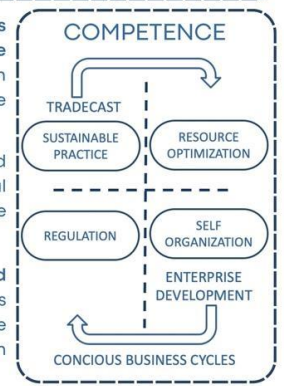 COMPETENCE
TRADECAST
SUSTAINABLE
PRACTICE
RESOURCE
OPTIMIZATION
REGULATION
SELF
ORGANIZATION
ENTERPRISE
DEVELOPMENT
CONCIOUS BUSINESS CYCLES